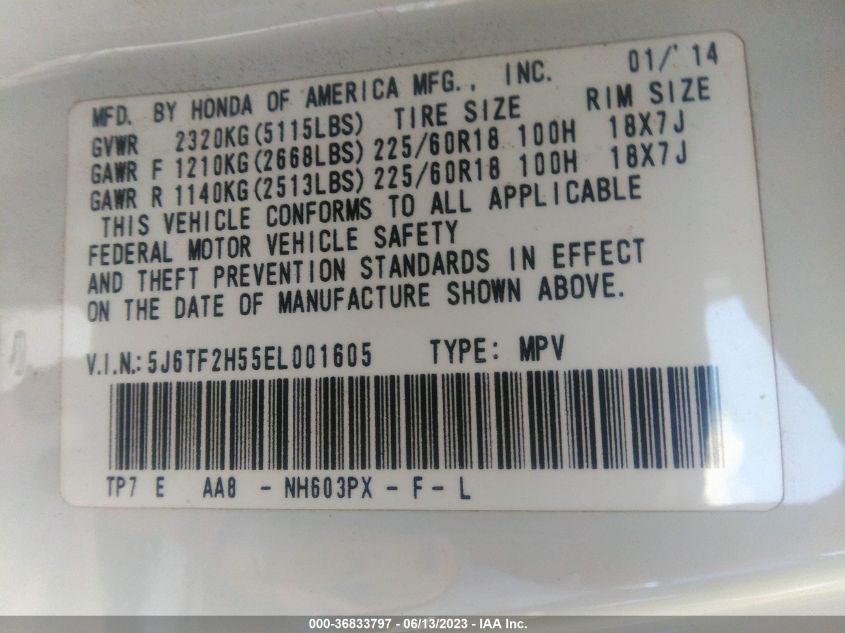 MFD. BY HONDA OF AMERICA MFG., INC. 01/'14
GVWR 2320KG(5115LBS) TIRE SIZE RIM SIZE
GAWR F 1210KG(2668LBS) 225/60R18 100H 18X7J
GAWR R 1140KG(2513LBS) 225/60R18 100H 18X7J
THIS VEHICLE CONFORMS TO ALL APPLICABLE
FEDERAL MOTOR VEHICLE SAFETY
AND THEFT PREVENTION STANDARDS IN EFFECT
ON THE DATE OF MANUFACTURE SHOWN ABOVE.
V.I.N.: 5J6TF2H55EL001605 TYPE: MPV
TP7 E AA8 - NH603PX - F - L
000-36833797 - 06/13/2023 - IAA Inc.